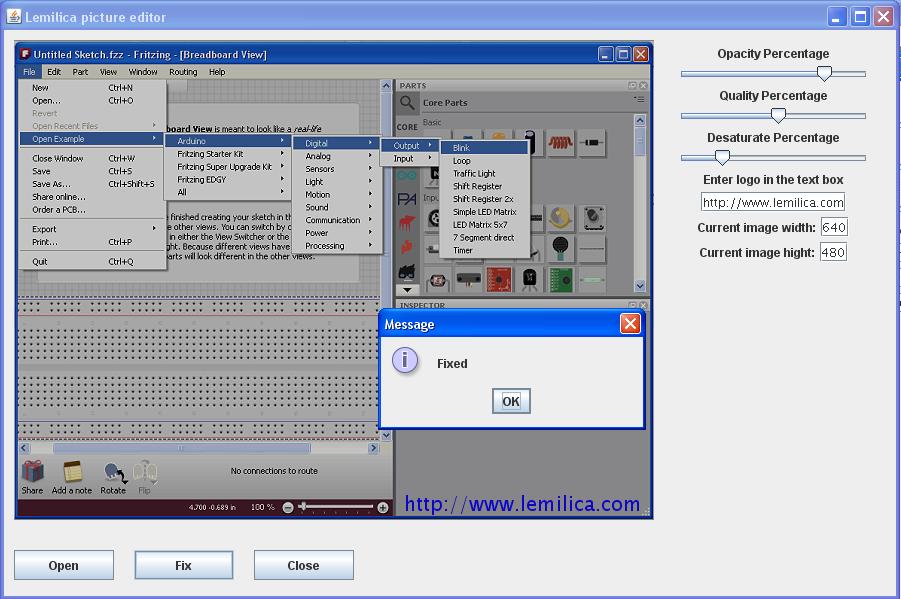 Lemilica picture editor
Untitled Sketch.fzz - Fritzing - [Breadboard View]
File Edit Part View Window Routing Help
New Ctrl+N
Open... Ctrl+O
Revert
Open Recent Files
Open Example
Close Window Ctrl+W
Save Ctrl+S
Save As... Ctrl+Shift+S
Share online...
Order a PCB...
Export
Print... Ctrl+P
Quit Ctrl+Q
Arduino
Fritzing Starter Kit
Fritzing Super Upgrade Kit
Fritzing EDGY
All
Digital
Analog
Sensors
Light
Motion
Sound
Communication
Power
Processing
Output
Input
Blink
Loop
Traffic Light
Shift Register
Shift Register 2x
Simple LED Matrix
LED Matrix 5x7
7 Segment direct
Timer
board View is meant to look like a real-life
finished creating your sketch in th
other views. You can switch by c
in either the View Switcher or the
ght. Because different views have
parts will look different in the other views.
PARTS
Core Parts
CORE Basic
INSPECTOR
Message
Fixed
OK
No connections to route
Share Add a note Rotate Flip
4.700 -0.689 in 100 %
http://www.lemilica.com
Opacity Percentage
Quality Percentage
Desaturate Percentage
Enter logo in the text box
http://www.lemilica.com
Current image width: 640
Current image hight: 480
Open Fix Close